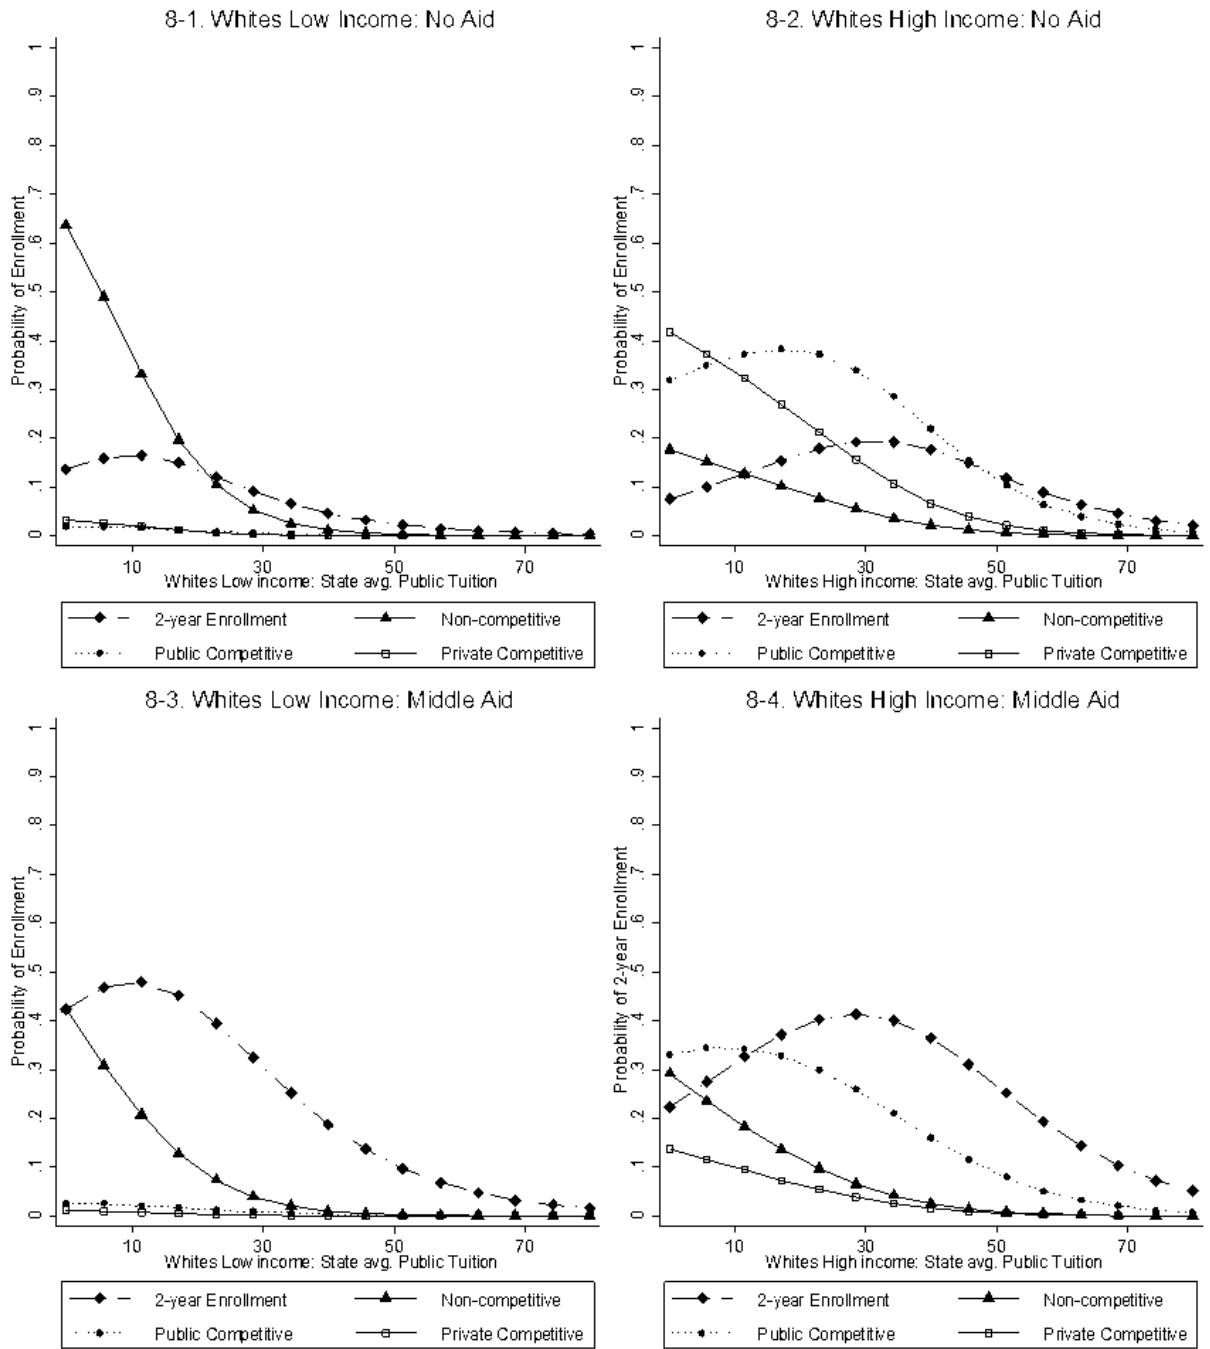 8-1. Whites Low Income: No Aid
Probability of Enrollment
0 .1 .2 .3 .4 .5 .6 .7 .8 .9 1
10 30 50 70
Whites Low income: State avg. Public Tuition
2-year Enrollment Non-competitive
Public Competitive Private Competitive
8-2. Whites High Income: No Aid
Probability of Enrollment
0 .1 .2 .3 .4 .5 .6 .7 .8 .9 1
10 30 50 70
Whites High income: State avg. Public Tuition
2-year Enrollment Non-competitive
Public Competitive Private Competitive
8-3. Whites Low Income: Middle Aid
Probability of Enrollment
0 .1 .2 .3 .4 .5 .6 .7 .8 .9 1
10 30 50 70
Whites Low income: State avg. Public Tuition
2-year Enrollment Non-competitive
Public Competitive Private Competitive
8-4. Whites High Income: Middle Aid
Probability of 2-year Enrollment
0 .1 .2 .3 .4 .5 .6 .7 .8 .9 1
10 30 50 70
Whites High income: State avg. Public Tuition
2-year Enrollment Non-competitive
Public Competitive Private Competitive